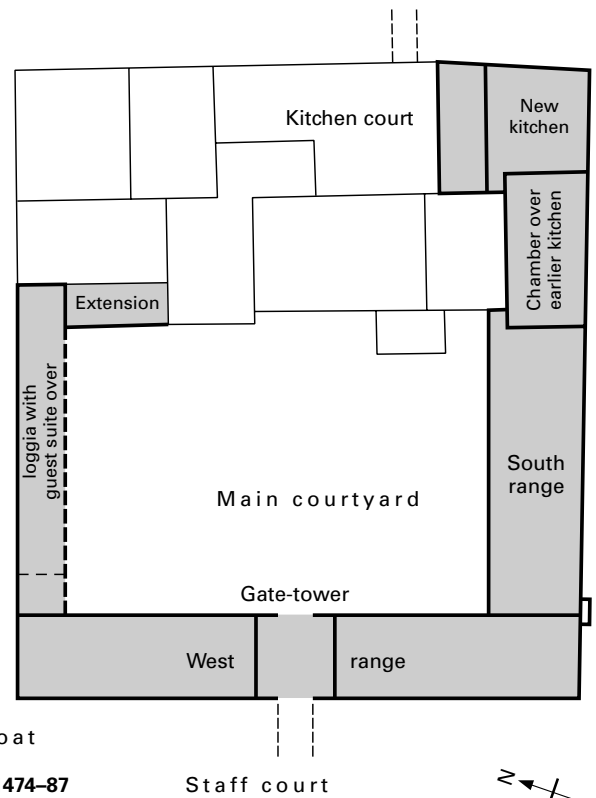 Kitchen court
New
kitchen
Chamber over
earlier kitchen
Extension
loggia with
guest suite over
South
range
Main courtyard
Gate-tower
West range
oat
474–87
Staff court
N